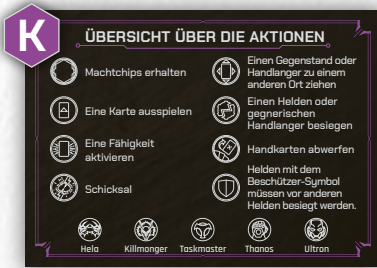 K
ÜBERSICHT ÜBER DIE AKTIONEN
Machtchips erhalten
Eine Karte ausspielen
Eine Fähigkeit
aktivieren
Schicksal
Einen Gegenstand oder
Handlanger zu einem
anderen Ort ziehen
Einen Helden oder
gegnerischen
Handlanger besiegen
Handkarten abwerfen
Helden mit dem
Beschützer-Symbol
müssen vor anderen
Helden besiegt werden.
Hela
Killmonger
Taskmaster
Thanos
Ultron